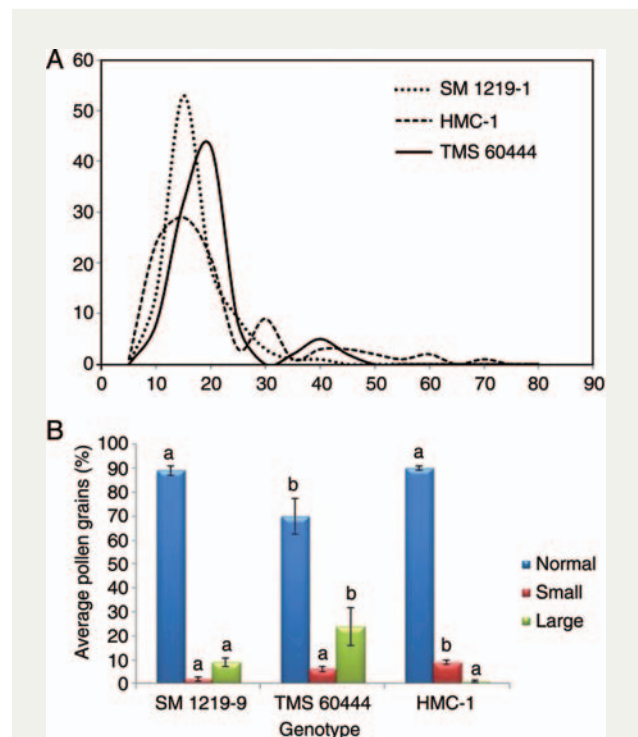 A
60
50
40
30
20
10
0
SM 1219-1
HMC-1
TMS 60444
0 10 20 30 40 50 60 70 80 90
B
Average pollen grains (%)
100
90
80
70
60
50
40
30
20
10
0
a b a
a a a b b a
Normal
Small
Large
SM 1219-9 TMS 60444 HMC-1
Genotype